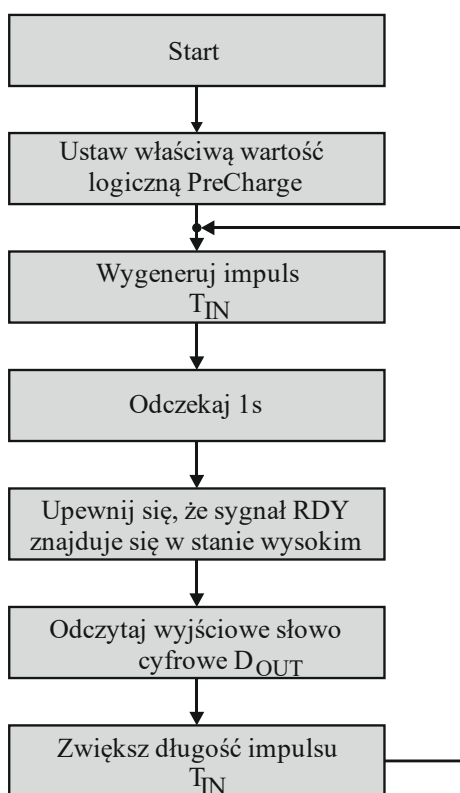 Start
Ustaw właściwą wartość
logiczną PreCharge
Wygeneruj impuls
TIN
Odczekaj 1s
Upewnij się, że sygnał RDY
znajduje się w stanie wysokim
Odczytaj wyjściowe słowo
cyfrowe DOUT
Zwiększ długość impulsu
TIN